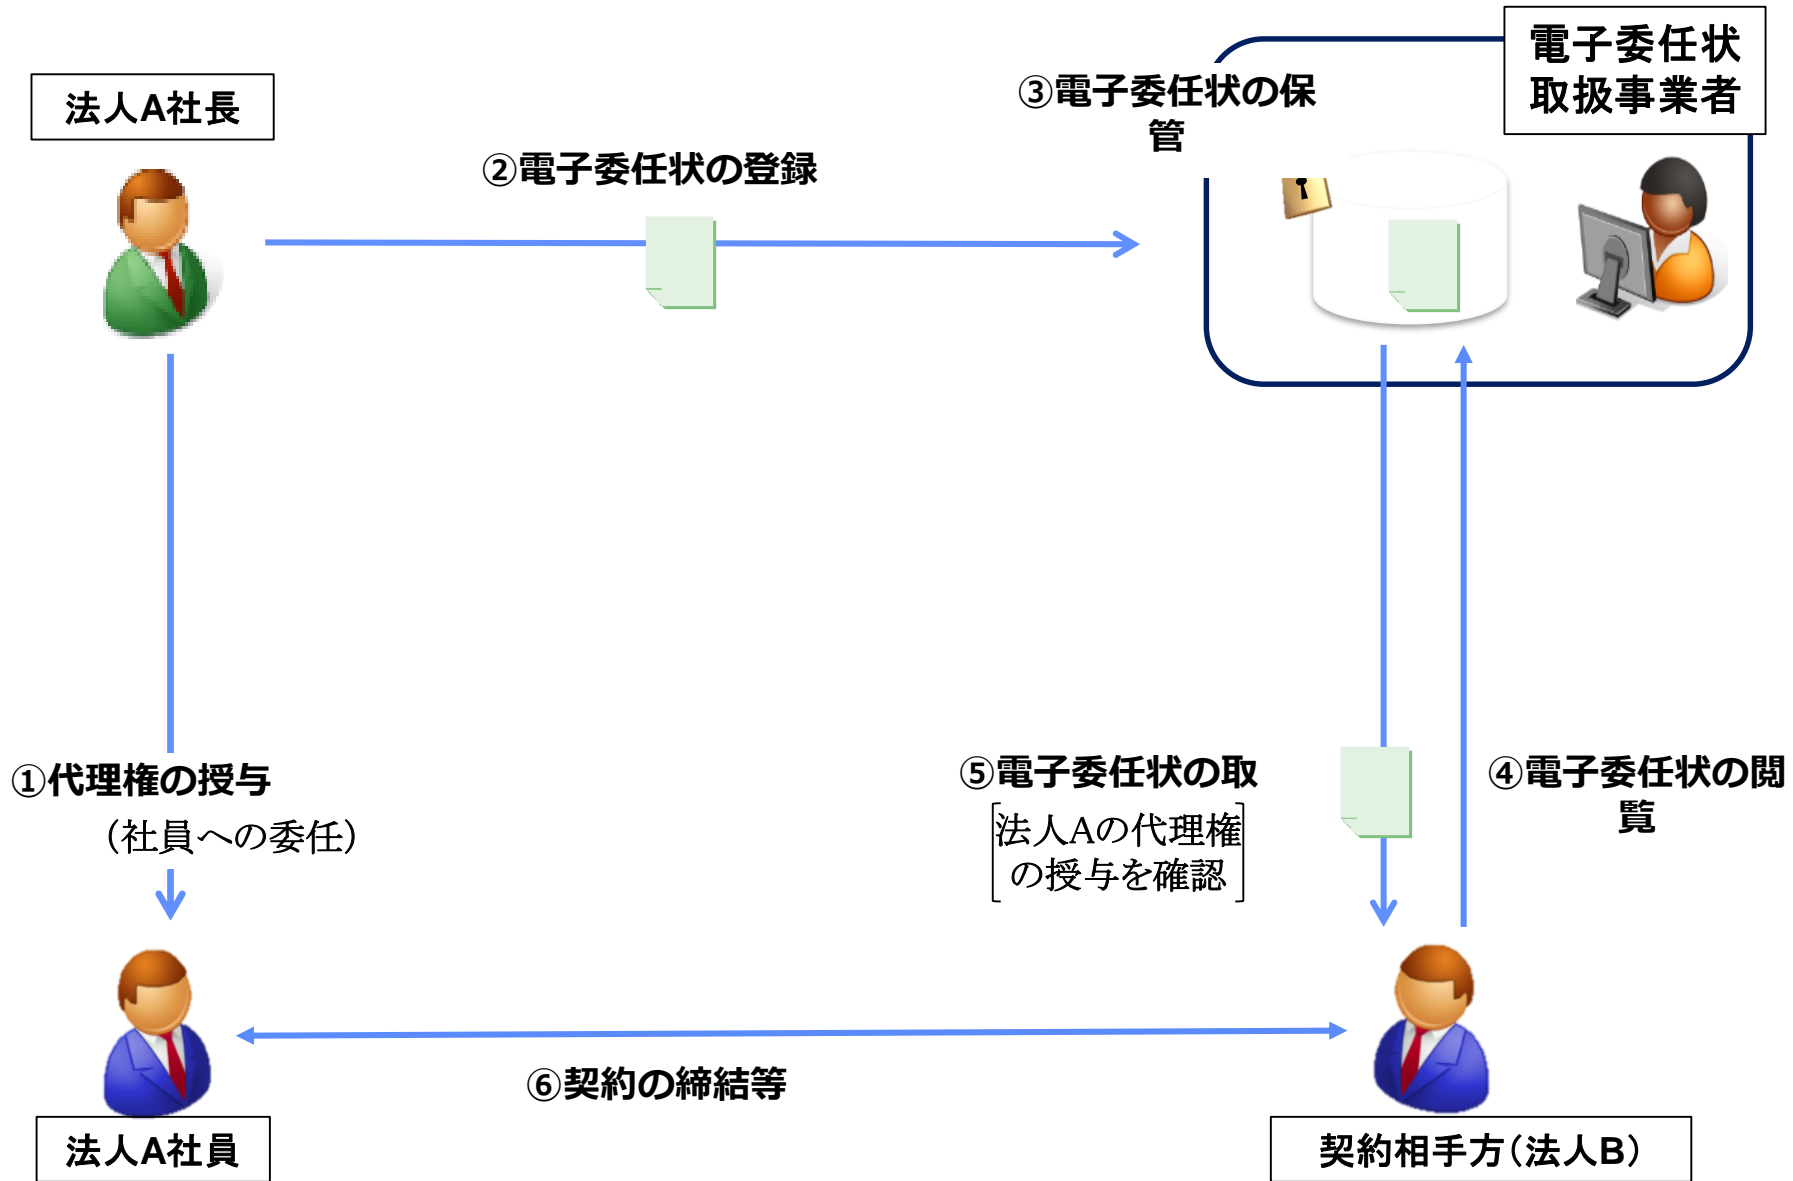 電子委任状
取扱事業者
法人A社長
③電子委任状の保
管
②電子委任状の登録
①代理権の授与
（社員への委任）
⑤電子委任状の取
法人Aの代理権
の授与を確認
④電子委任状の閲
覧
⑥契約の締結等
法人A社員
契約相手方（法人B）